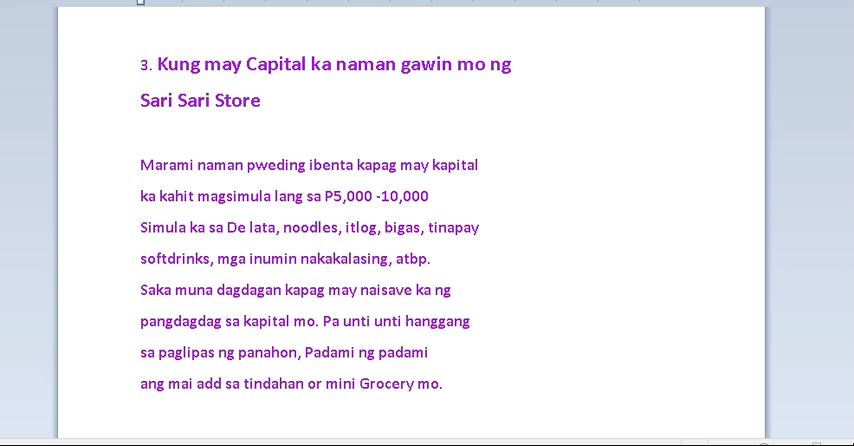 3. Kung may Capital ka naman gawin mo ng
Sari Sari Store
Marami naman pweding ibenta kapag may kapital
ka kahit magsimula lang sa P5,000 -10,000
Simula ka sa De lata, noodles, itlog, bigas, tinapay
softdrinks, mga inumin nakakalasing, atbp.
Saka muna dagdagan kapag may naisave ka ng
pangdagdag sa kapital mo. Pa unti unti hanggang
sa paglipas ng panahon, Padami ng padami
ang mai add sa tindahan or mini Grocery mo.